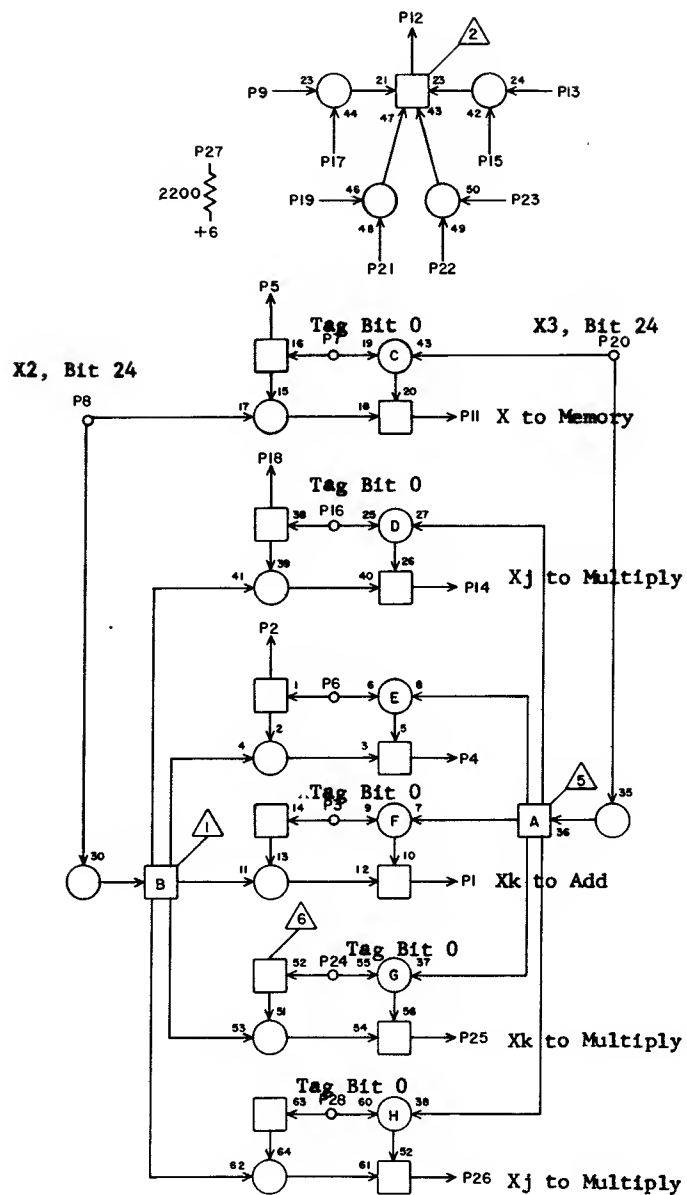 P12
2
P9 23 21 23 24 P13
44 47 43 42
P17 P15
P27
2200
+6
P19 46 50 P23
48 49
P21 P22
P5
Tag Bit 0 X3, Bit 24
16 P7 19 C 43 P20
X2, Bit 24
P8
15 20
17 18 P11 X to Memory
P18
Tag Bit 0
38 P16 25 D 27
39 26
41 40 P14 Xj to Multiply
P2
1 P6 6 E 8
2 5
4 3 P4
5
Tag Bit 0
14 P3 9 F 7 A 36 35
1
30 B
13 10
11 12 P1 Xk to Add
6
Tag Bit 0
52 P24 55 G 37
51 56
53 54 P25 Xk to Multiply
Tag Bit 0
63 P28 60 H 38
64 52
62 61 P26 Xj to Multiply